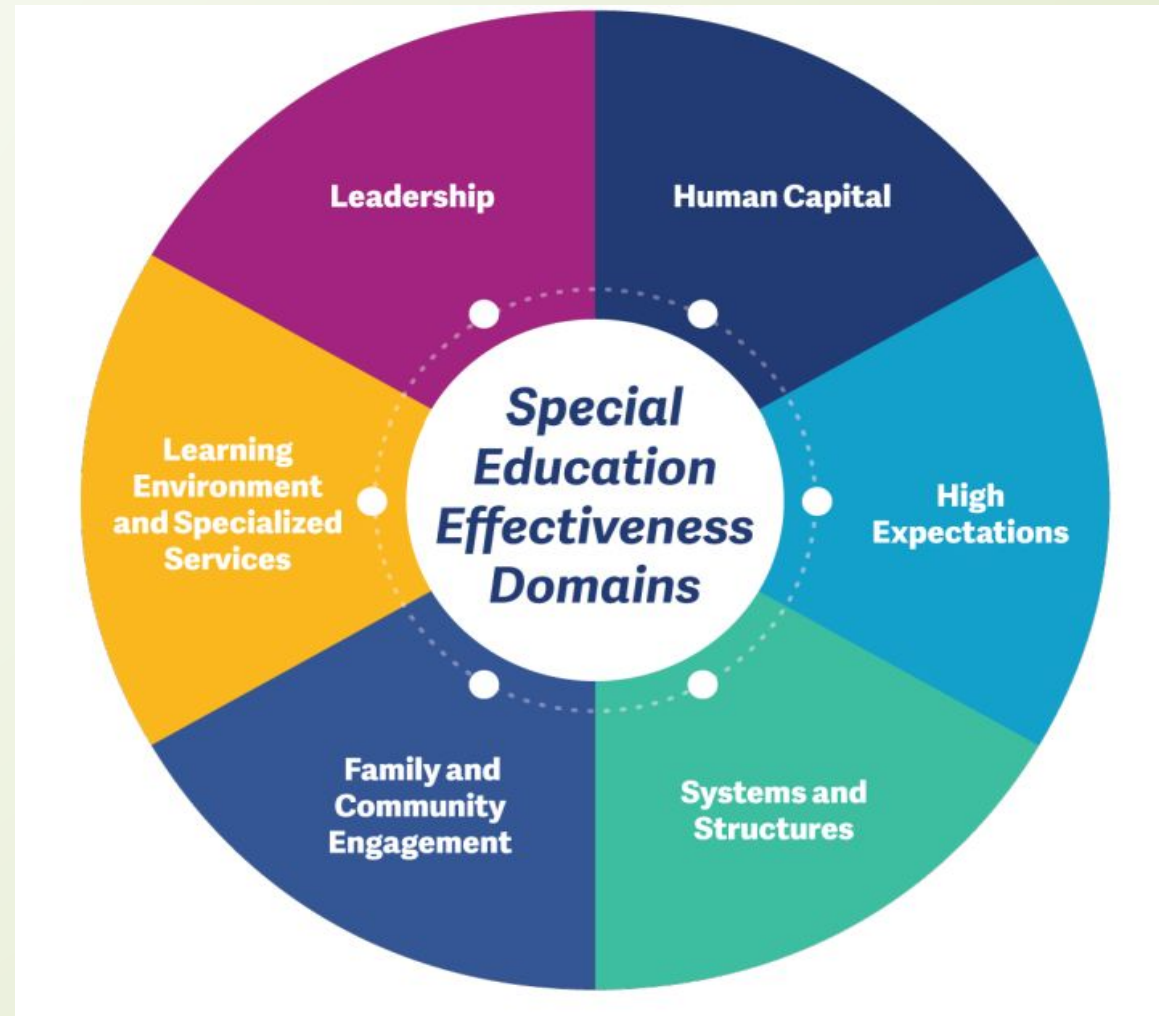 Leadership
Human Capital
Special
Education
Effectiveness
Domains
Learning
Environment
and Specialized
Services
High
Expectations
Family and
Community
Engagement
Systems and
Structures